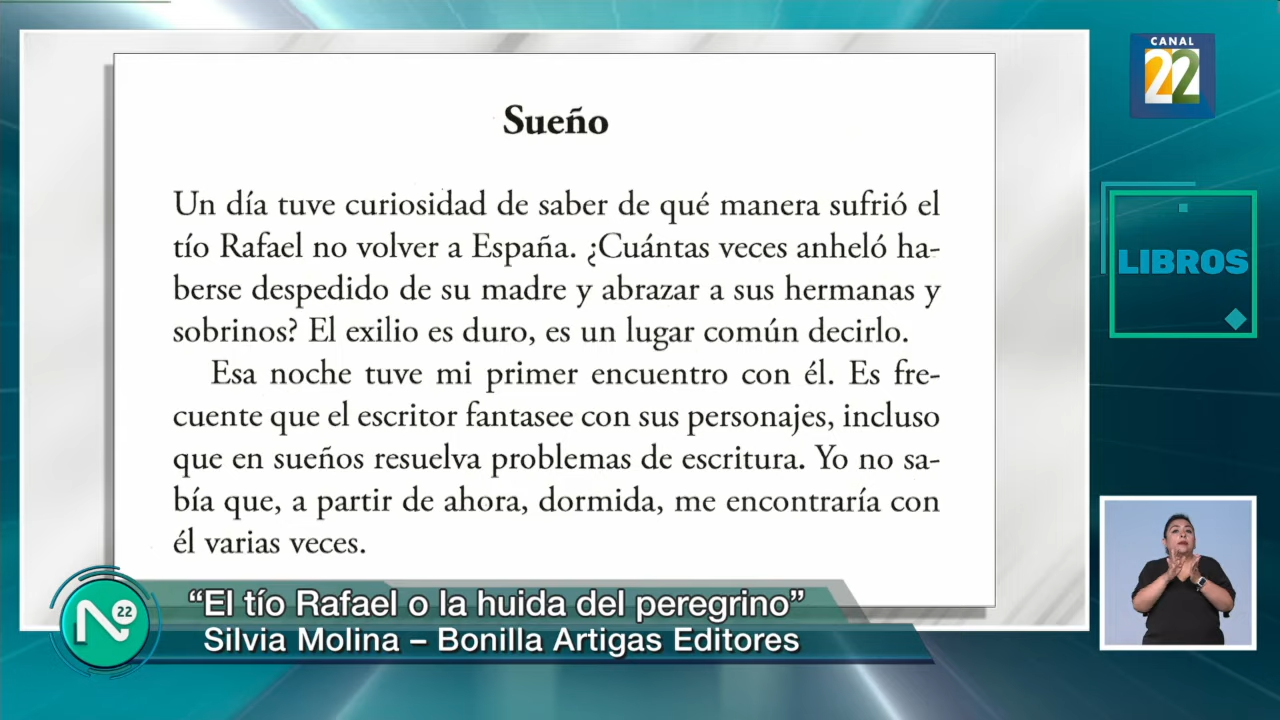 Sueño
Un día tuve curiosidad de saber de qué manera sufrió el
tío Rafael no volver a España. ¿Cuántas veces anheló ha-
berse despedido de su madre y abrazar a sus hermanas y
sobrinos? El exilio es duro, es un lugar común decirlo.
Esa noche tuve mi primer encuentro con él. Es fre-
cuente que el escritor fantasee con sus personajes, incluso
que en sueños resuelva problemas de escritura. Yo no sa-
bía que, a partir de ahora, dormida, me encontraría con
él varias veces.
CANAL
22
LIBROS
N 22
“El tío Rafael o la huida del peregrino”
Silvia Molina – Bonilla Artigas Editores